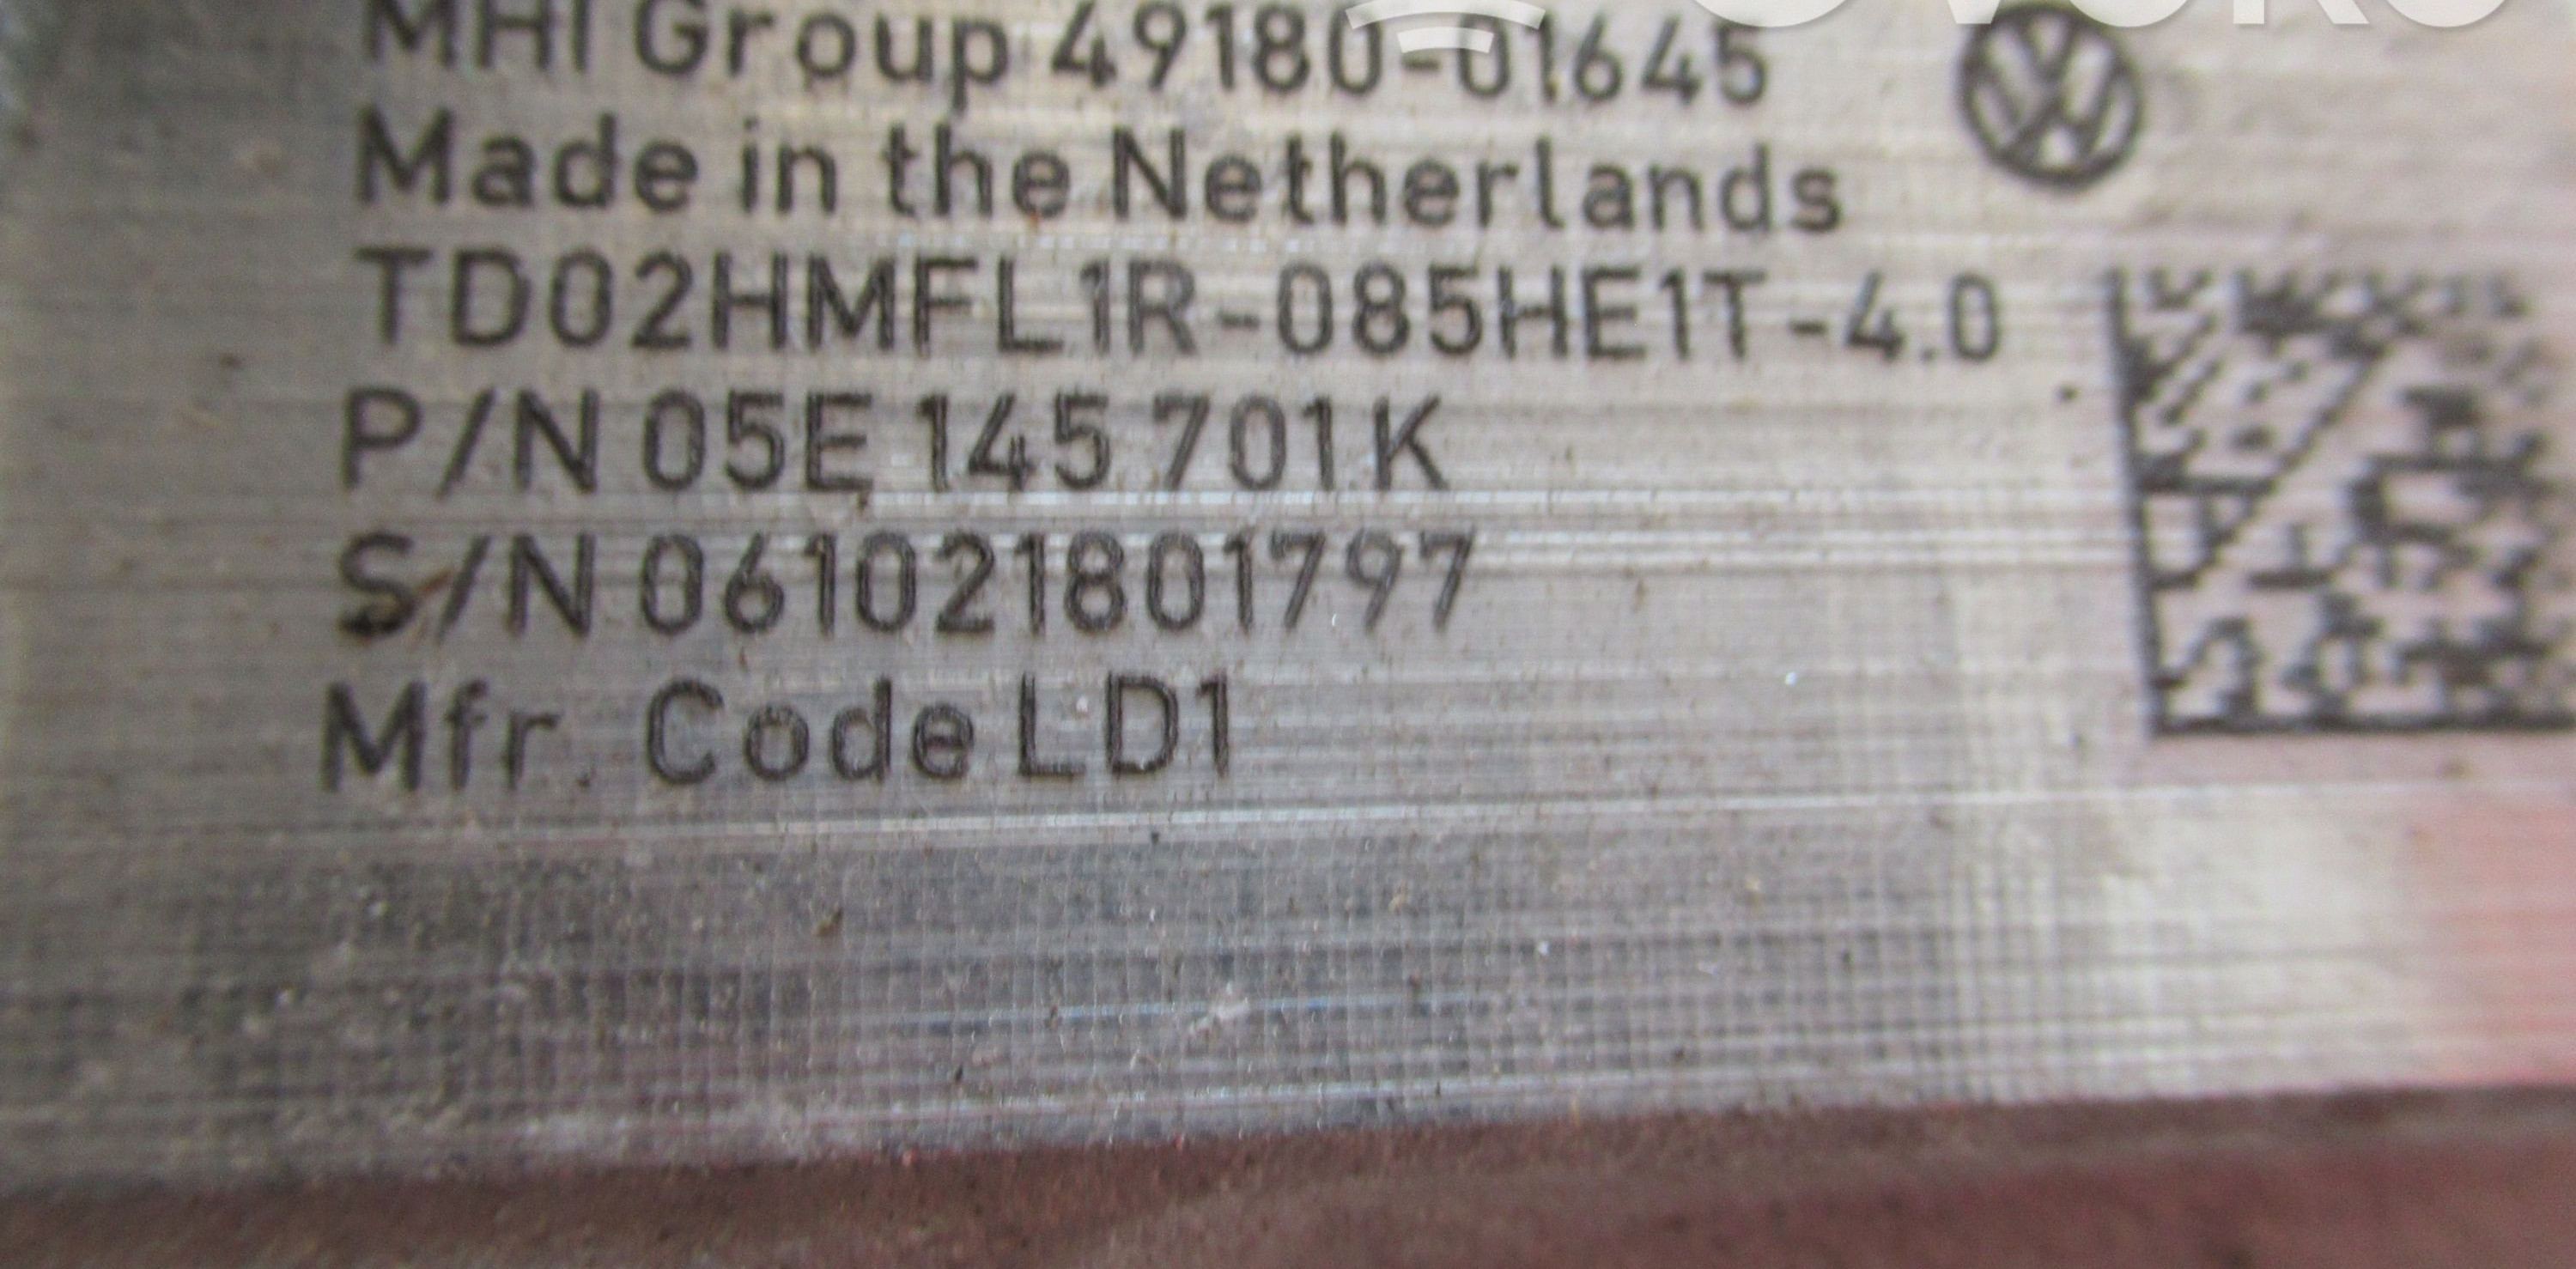 MHI Group 49180-01645
Made in the Netherlands
TD02HMFL1R-085HE1T-4.0
P/N 05E 145 701 K
S/N 061021801797
Mfr. Code LD1